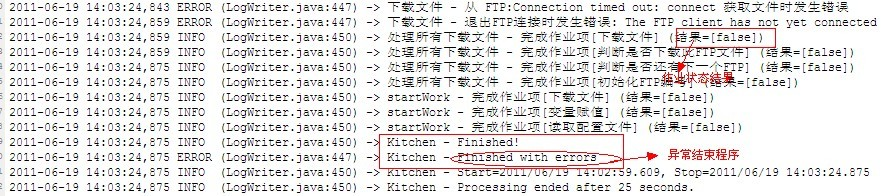 2011-06-19 14:03:24,843 ERROR (LogWriter.java:447) -> 下载文件 - 从 FTP:Connection timed out: connect 获取文件时发生错误
2011-06-19 14:03:24,859 ERROR (LogWriter.java:447) -> 下载文件 - 退出FTP连接时发生错误: The FTP client has not yet connected
2011-06-19 14:03:24,859 INFO (LogWriter.java:450) -> 处理所有下载文件 - 完成作业项[下载文件] (结果=[false])
2011-06-19 14:03:24,875 INFO (LogWriter.java:450) -> 处理所有下载文件 - 完成作业项[判断是否下载此FTP文件] (结果=[false])
2011-06-19 14:03:24,875 INFO (LogWriter.java:450) -> 处理所有下载文件 - 完成作业项[判断是否还有下一个FTP] (结果=[false])
作业状态结果
2011-06-19 14:03:24,875 INFO (LogWriter.java:450) -> 处理所有下载文件 - 完成作业项[初始化FTP] (结果=[false])
2011-06-19 14:03:24,875 INFO (LogWriter.java:450) -> startWork - 完成作业项[下载文件] (结果=[false])
2011-06-19 14:03:24,875 INFO (LogWriter.java:450) -> startWork - 完成作业项[变量赋值] (结果=[false])
2011-06-19 14:03:24,875 INFO (LogWriter.java:450) -> startWork - 完成作业项[读取配置文件] (结果=[false])
2011-06-19 14:03:24,875 INFO (LogWriter.java:450) -> Kitchen - Finished!
2011-06-19 14:03:24,875 ERROR (LogWriter.java:447) -> Kitchen - Finished with errors
异常结束程序
2011-06-19 14:03:24,875 INFO (LogWriter.java:450) -> Kitchen - Start=2011/06/19 14:02:59.609, Stop=2011/06/19 14:03:24.875
2011-06-19 14:03:24,875 INFO (LogWriter.java:450) -> Kitchen - Processing ended after 25 seconds.